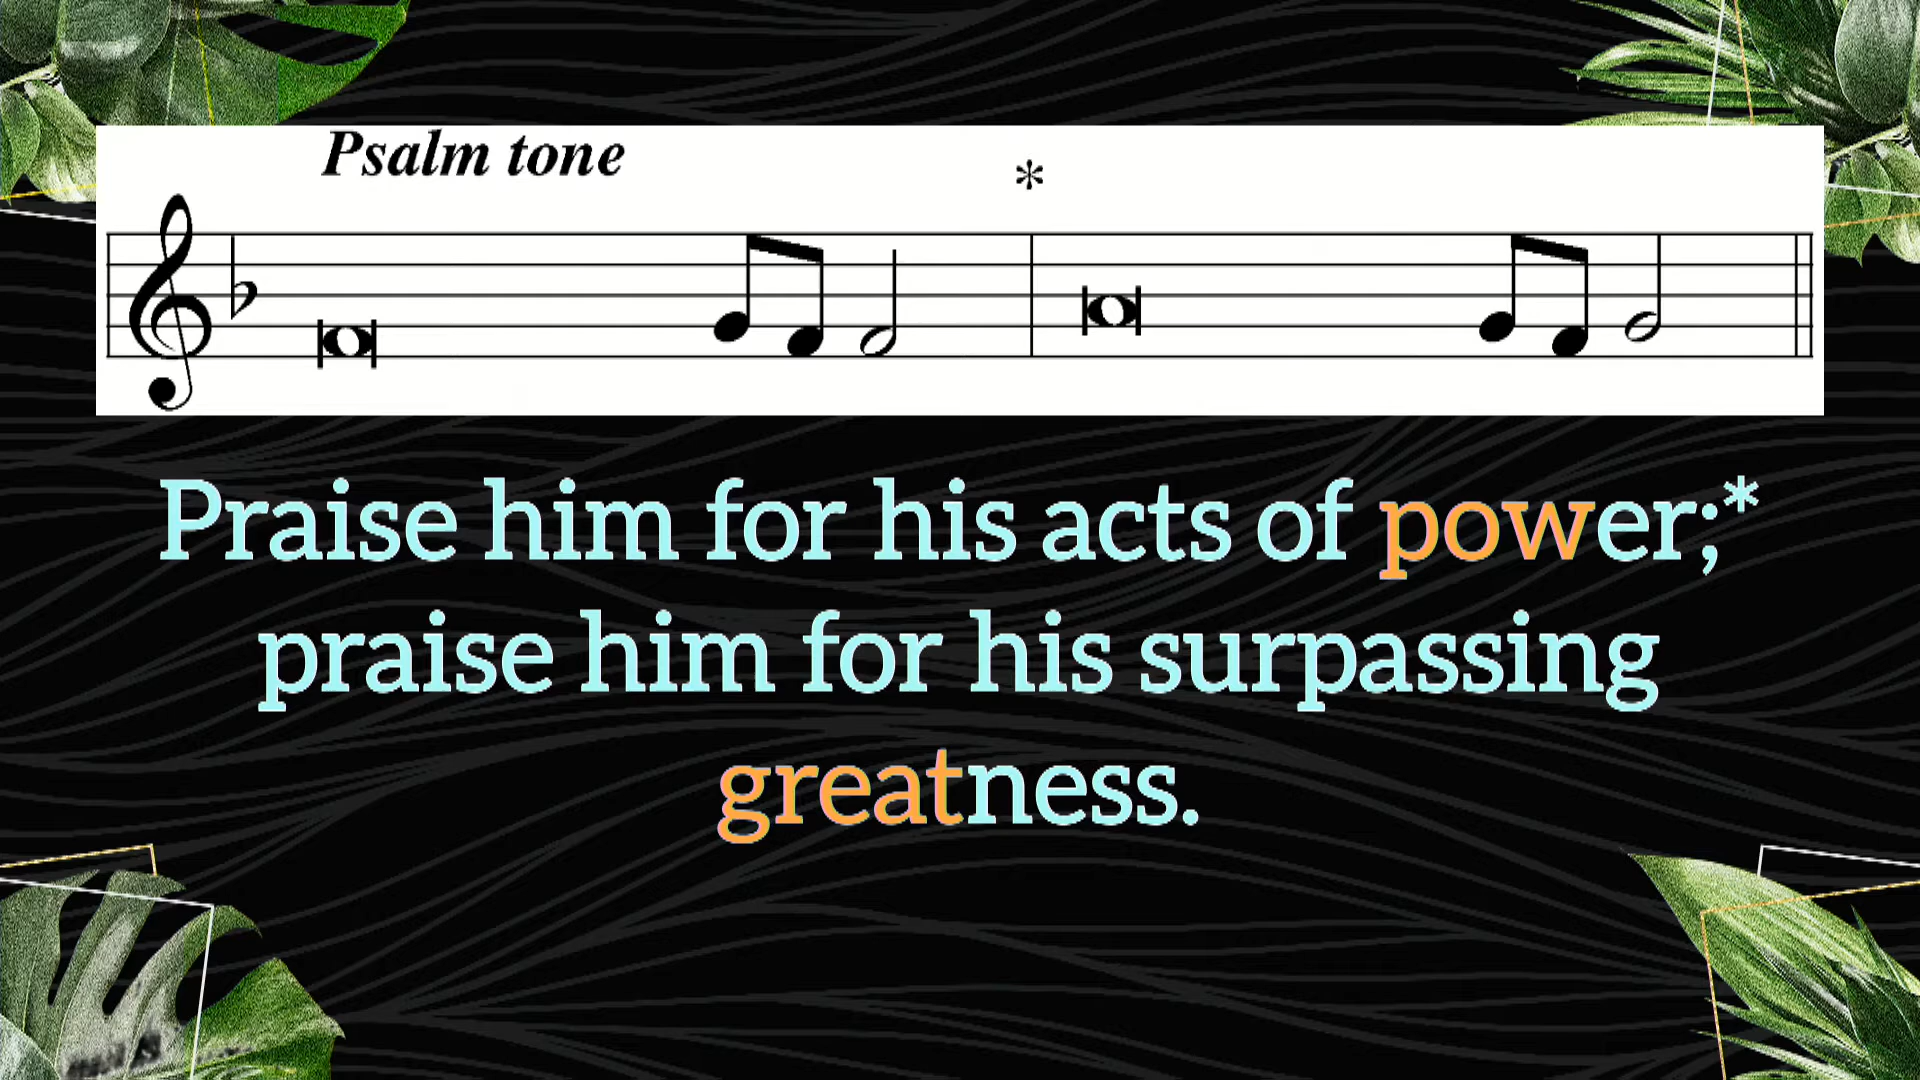 Psalm tone
*
Praise him for his acts of power;*
praise him for his surpassing
greatness.